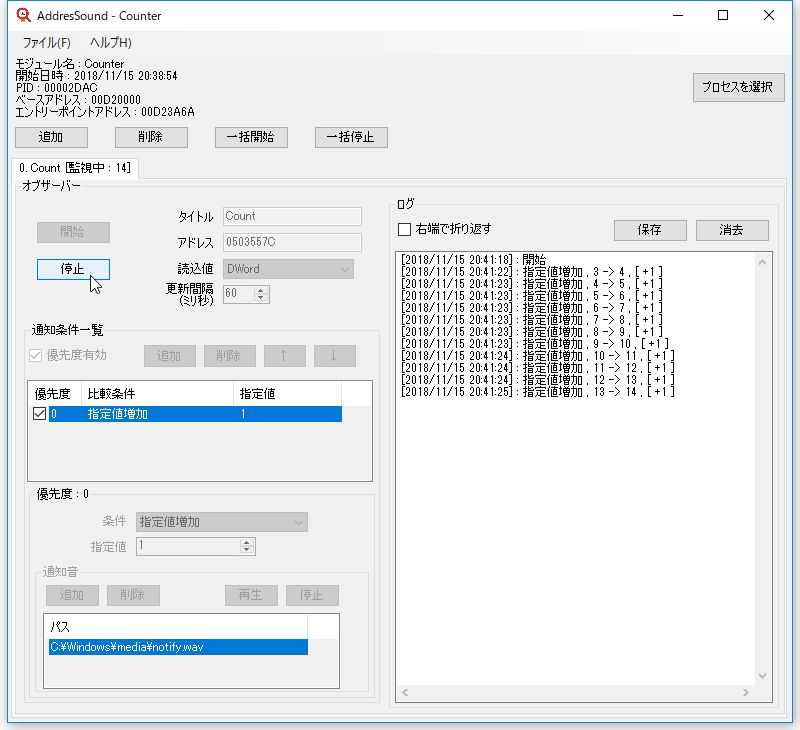 AddresSound - Counter
ファイル(F) ヘルプ(H)
モジュール名 : Counter
開始日時 : 2018/11/15 20:38:54
PID : 00002DAC
ベースアドレス : 00D20000
エントリーポイントアドレス : 00D23A6A
プロセスを選択
追加 削除 一括開始 一括停止
0. Count [監視中 : 14]
オブザーバー
開始
停止
タイトル Count
アドレス 0503557C
読込値 DWord
更新間隔
(ミリ秒)
60
通知条件一覧
優先度有効 追加 削除 ↑ ↓
優先度 比較条件 指定値
0 指定値増加 1
優先度 : 0
条件 指定値増加
指定値 1
通知音
追加 削除 再生 停止
パス
C:¥Windows¥media¥notify.wav
ログ
右端で折り返す 保存 消去
[2018/11/15 20:41:18] : 開始
[2018/11/15 20:41:22] : 指定値増加 , 3 -> 4 , [ +1 ]
[2018/11/15 20:41:23] : 指定値増加 , 4 -> 5 , [ +1 ]
[2018/11/15 20:41:23] : 指定値増加 , 5 -> 6 , [ +1 ]
[2018/11/15 20:41:23] : 指定値増加 , 6 -> 7 , [ +1 ]
[2018/11/15 20:41:23] : 指定値増加 , 7 -> 8 , [ +1 ]
[2018/11/15 20:41:23] : 指定値増加 , 8 -> 9 , [ +1 ]
[2018/11/15 20:41:23] : 指定値増加 , 9 -> 10 , [ +1 ]
[2018/11/15 20:41:24] : 指定値増加 , 10 -> 11 , [ +1 ]
[2018/11/15 20:41:24] : 指定値増加 , 11 -> 12 , [ +1 ]
[2018/11/15 20:41:24] : 指定値増加 , 12 -> 13 , [ +1 ]
[2018/11/15 20:41:25] : 指定値増加 , 13 -> 14 , [ +1 ]